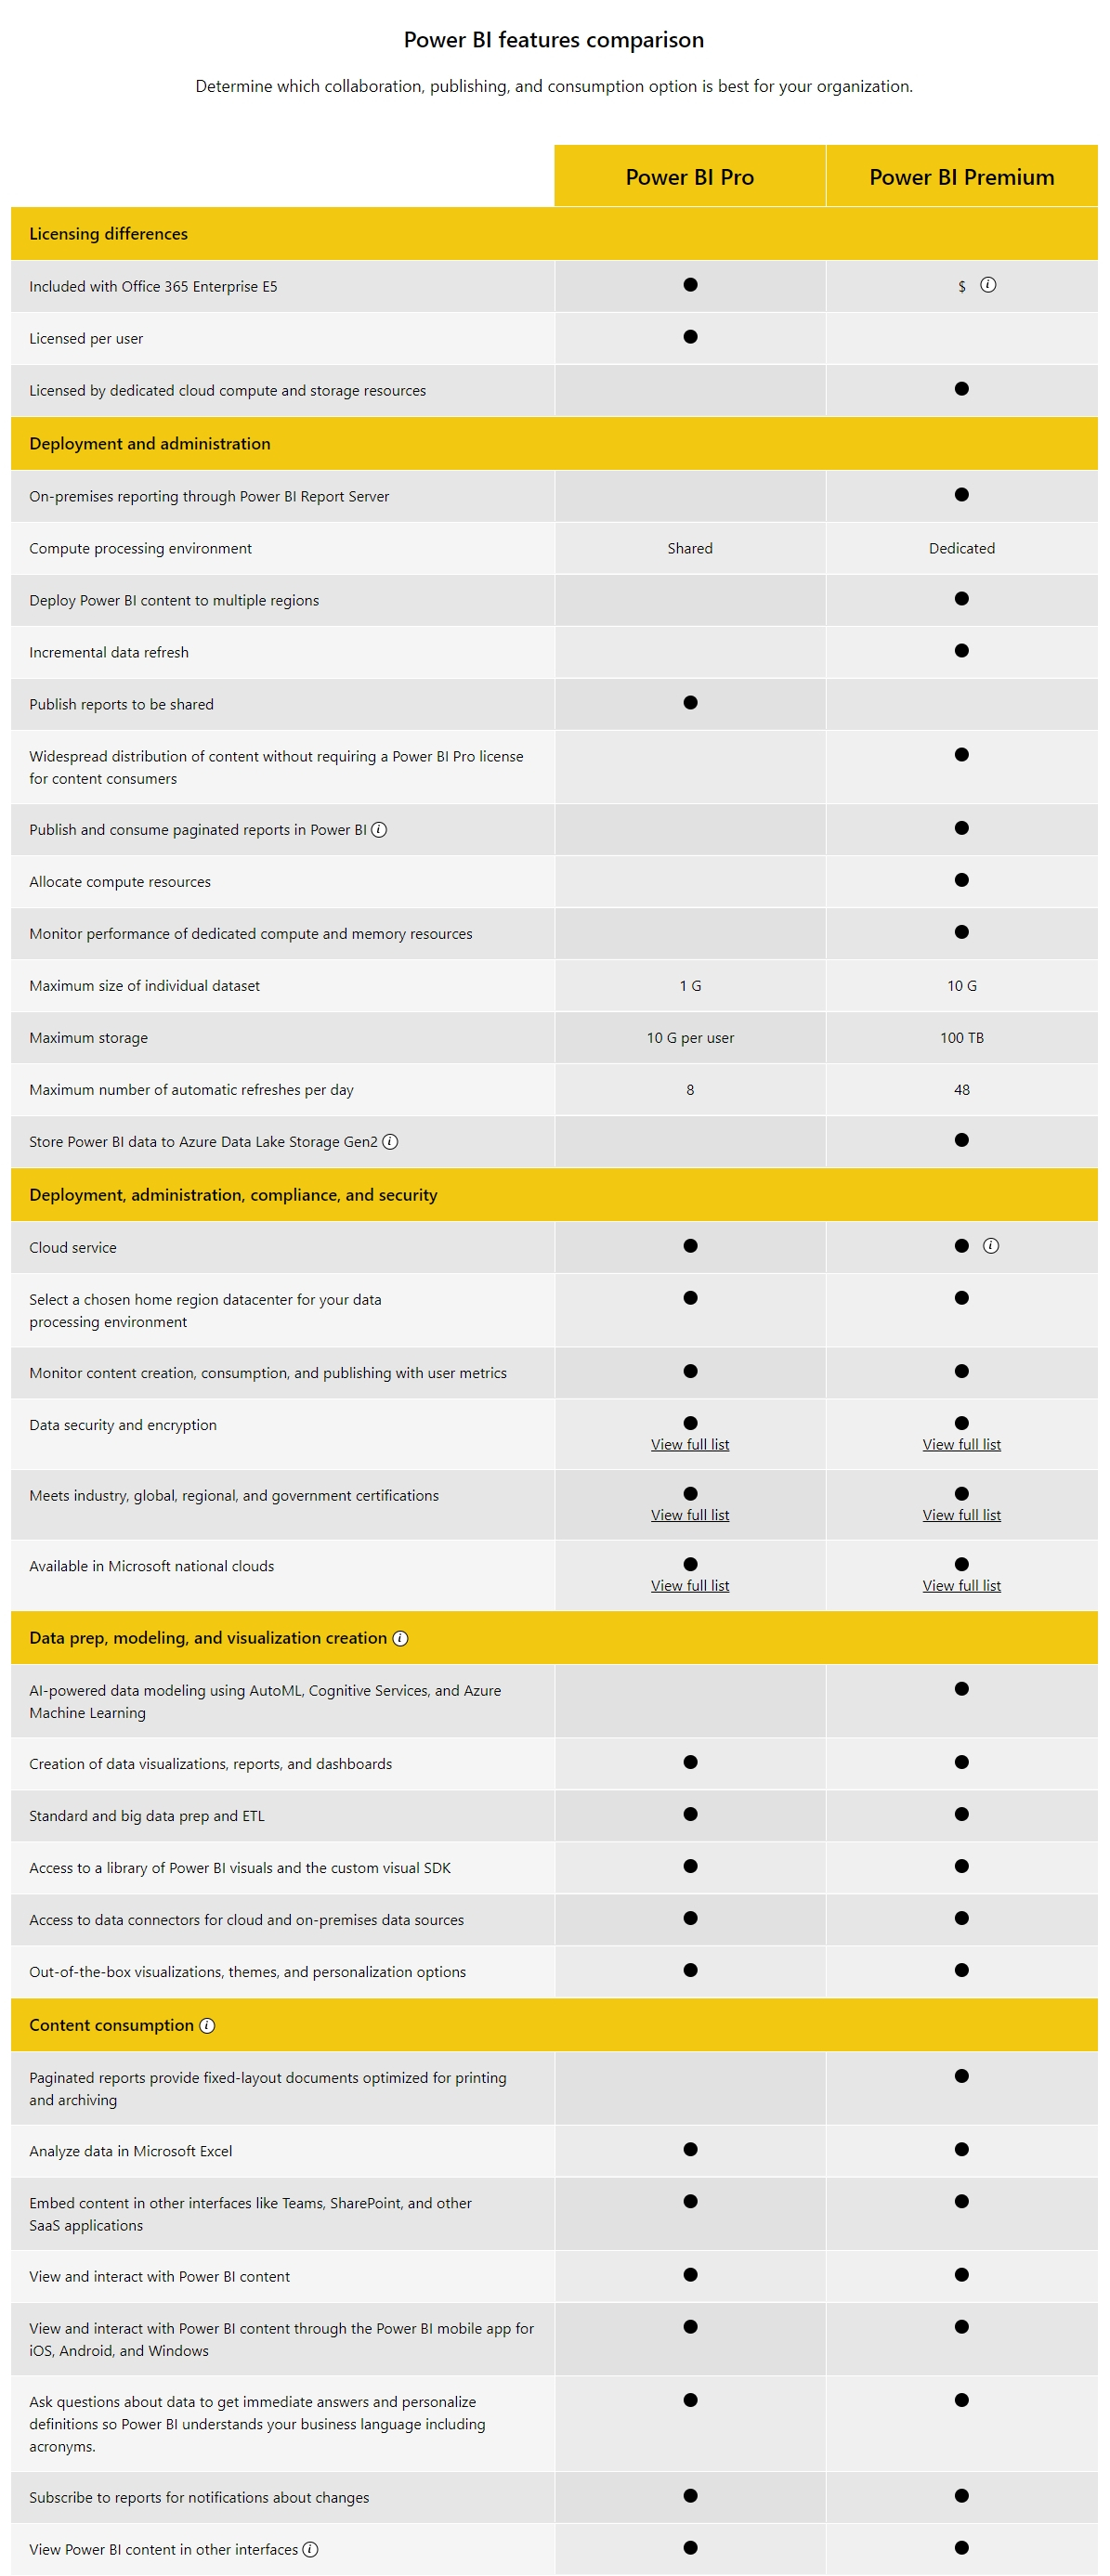 Power BI features comparison
Determine which collaboration, publishing, and consumption option is best for your organization.
Power BI Pro Power BI Premium
Licensing differences
Included with Office 365 Enterprise E5 ● $ ⓘ
Licensed per user ●
Licensed by dedicated cloud compute and storage resources ●
Deployment and administration
On-premises reporting through Power BI Report Server ●
Compute processing environment Shared Dedicated
Deploy Power BI content to multiple regions ●
Incremental data refresh ●
Publish reports to be shared ●
Widespread distribution of content without requiring a Power BI Pro license ●
for content consumers
Publish and consume paginated reports in Power BI ⓘ ●
Allocate compute resources ●
Monitor performance of dedicated compute and memory resources ●
Maximum size of individual dataset 1 G 10 G
Maximum storage 10 G per user 100 TB
Maximum number of automatic refreshes per day 8 48
Store Power BI data to Azure Data Lake Storage Gen2 ⓘ ●
Deployment, administration, compliance, and security
Cloud service ● ● ⓘ
Select a chosen home region datacenter for your data ● ●
processing environment
Monitor content creation, consumption, and publishing with user metrics ● ●
Data security and encryption ● ●
View full list View full list
Meets industry, global, regional, and government certifications ● ●
View full list View full list
Available in Microsoft national clouds ● ●
View full list View full list
Data prep, modeling, and visualization creation ⓘ
AI-powered data modeling using AutoML, Cognitive Services, and Azure ●
Machine Learning
Creation of data visualizations, reports, and dashboards ● ●
Standard and big data prep and ETL ● ●
Access to a library of Power BI visuals and the custom visual SDK ● ●
Access to data connectors for cloud and on-premises data sources ● ●
Out-of-the-box visualizations, themes, and personalization options ● ●
Content consumption ⓘ
Paginated reports provide fixed-layout documents optimized for printing ●
and archiving
Analyze data in Microsoft Excel ● ●
Embed content in other interfaces like Teams, SharePoint, and other ● ●
SaaS applications
View and interact with Power BI content ● ●
View and interact with Power BI content through the Power BI mobile app for ● ●
iOS, Android, and Windows
Ask questions about data to get immediate answers and personalize ● ●
definitions so Power BI understands your business language including
acronyms.
Subscribe to reports for notifications about changes ● ●
View Power BI content in other interfaces ⓘ ● ●